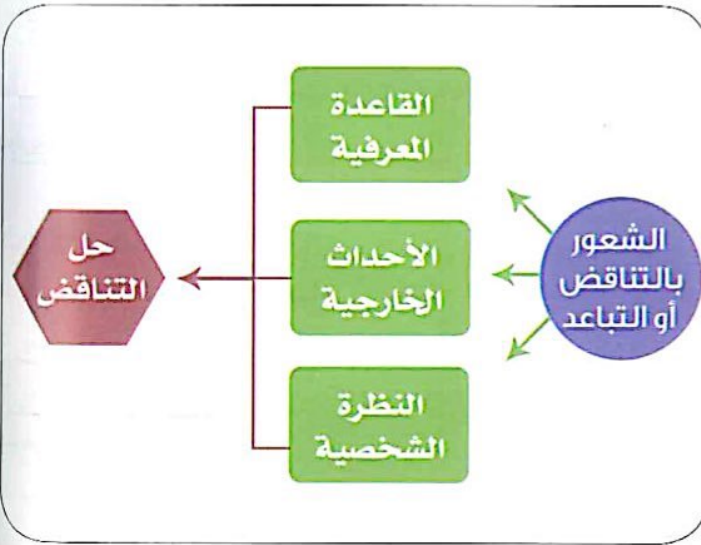 الشعور
بالتناقض
أو التباعد
القاعدة
المعرفية
الأحداث
الخارجية
النظرة
الشخصية
حل
التناقض